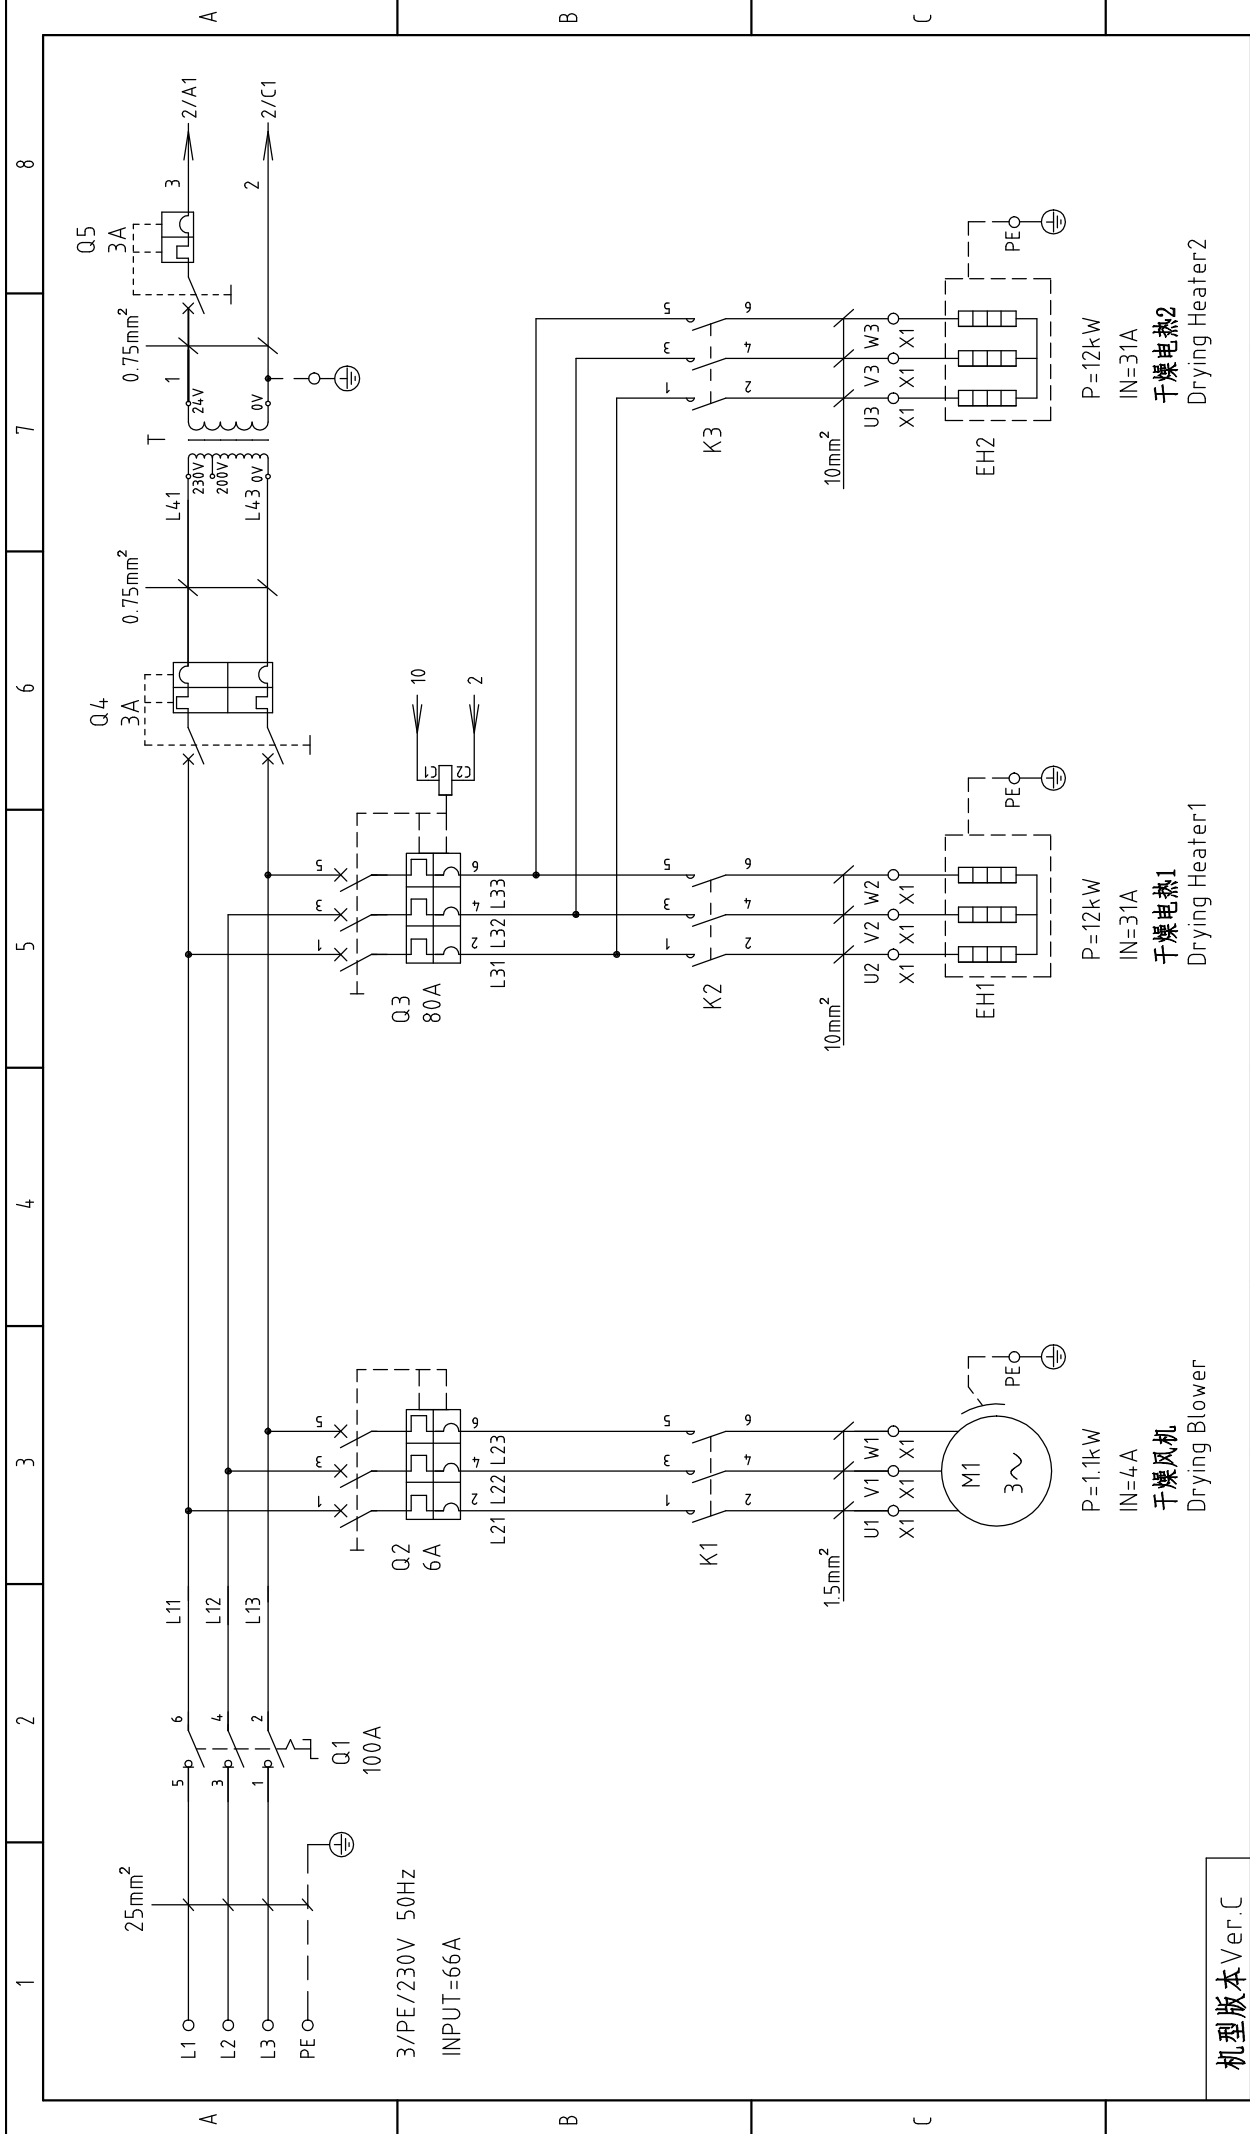 1
2
3
4
5
6
7
8
A
B
C
A
B
C
L1
L2
L3
PE
25mm²
3/PE/230V 50Hz
INPUT=66A
5
6
3
4
1
2
Q1
100A
L11
L12
L13
1
3
5
Q2
6A
2
4
6
L21
L22
L23
1
3
5
K1
2
4
6
1.5mm²
U1
V1
W1
X1
X1
X1
M1
3~
PE
P=1.1kW
IN=4A
干燥风机
Drying Blower
1
3
5
Q3
80A
2
4
6
C1
C2
10
2
L31
L32
L33
1
3
5
K2
2
4
6
10mm²
U2
V2
W2
X1
X1
X1
EH1
PE
P=12kW
IN=31A
干燥电热1
Drying Heater1
1
3
5
K3
2
4
6
10mm²
U3
V3
W3
X1
X1
X1
EH2
PE
P=12kW
IN=31A
干燥电热2
Drying Heater2
Q4
3A
0.75mm²
L41
L43
T
230V
200V
0V
24V
0V
1
0.75mm²
Q5
3A
3
2
2/A1
2/C1
机型版本Ver.C